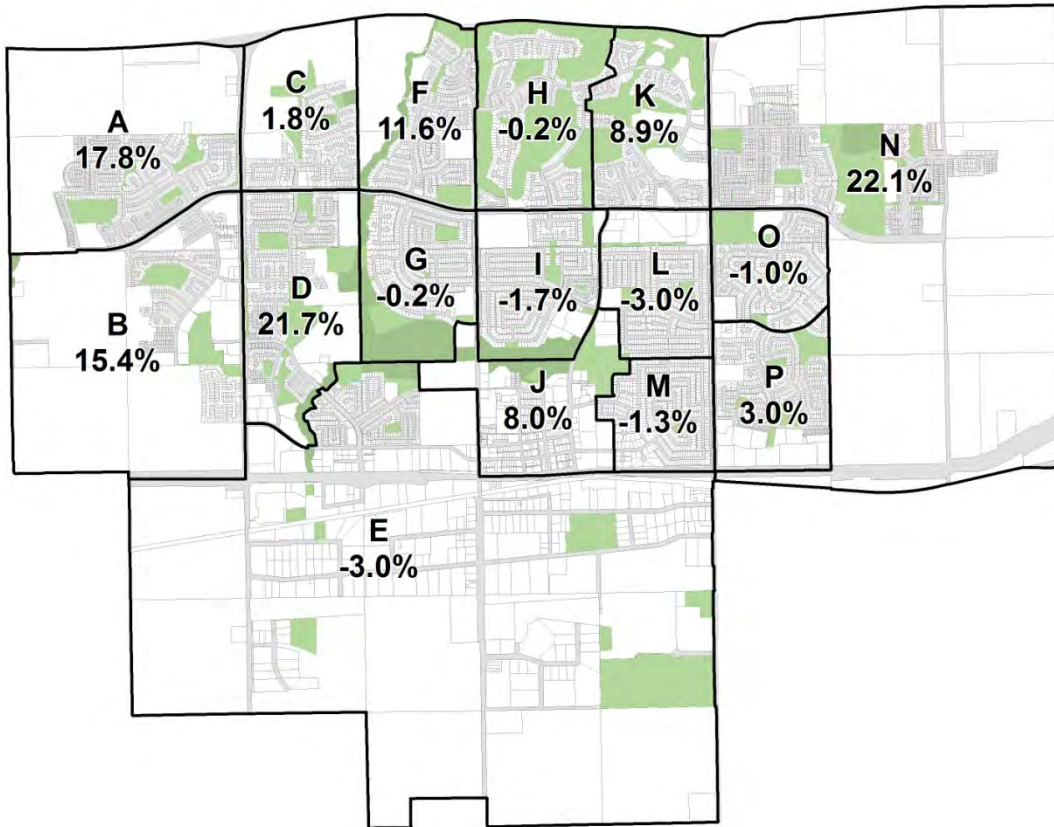 A
17.8%
C
1.8%
F
11.6%
H
-0.2%
K
8.9%
N
22.1%
B
15.4%
D
21.7%
G
-0.2%
I
-1.7%
L
-3.0%
O
-1.0%
J
8.0%
M
-1.3%
P
3.0%
E
-3.0%